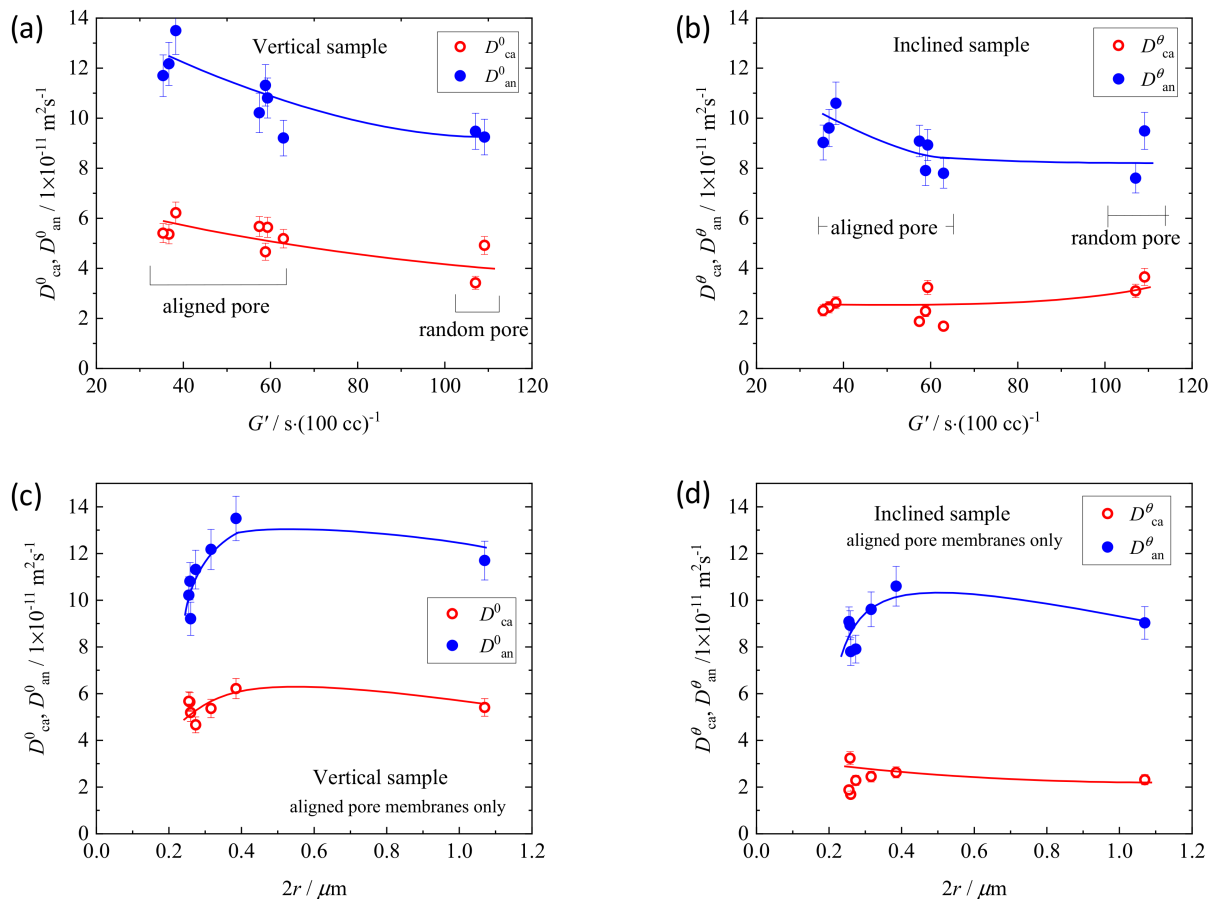 (a)
Vertical sample
D⁰ca
D⁰an
aligned pore
random pore
14
12
10
8
6
4
2
0
20 40 60 80 100 120
D⁰ca, D⁰an / 1×10⁻¹¹ m²s⁻¹
G′ / s·(100 cc)⁻¹
(b)
Inclined sample
Dᶿca
Dᶿan
aligned pore
random pore
14
12
10
8
6
4
2
0
20 40 60 80 100 120
Dᶿca, Dᶿan / 1×10⁻¹¹ m²s⁻¹
G′ / s·(100 cc)⁻¹
(c)
D⁰ca
D⁰an
Vertical sample
aligned pore membranes only
14
12
10
8
6
4
2
0
0.0 0.2 0.4 0.6 0.8 1.0 1.2
D⁰ca, D⁰an / 1×10⁻¹¹ m²s⁻¹
2r / μm
(d)
Inclined sample
aligned pore membranes only
Dᶿca
Dᶿan
14
12
10
8
6
4
2
0
0.0 0.2 0.4 0.6 0.8 1.0 1.2
Dᶿca, Dᶿan /1×10⁻¹¹ m²s⁻¹
2r / μm